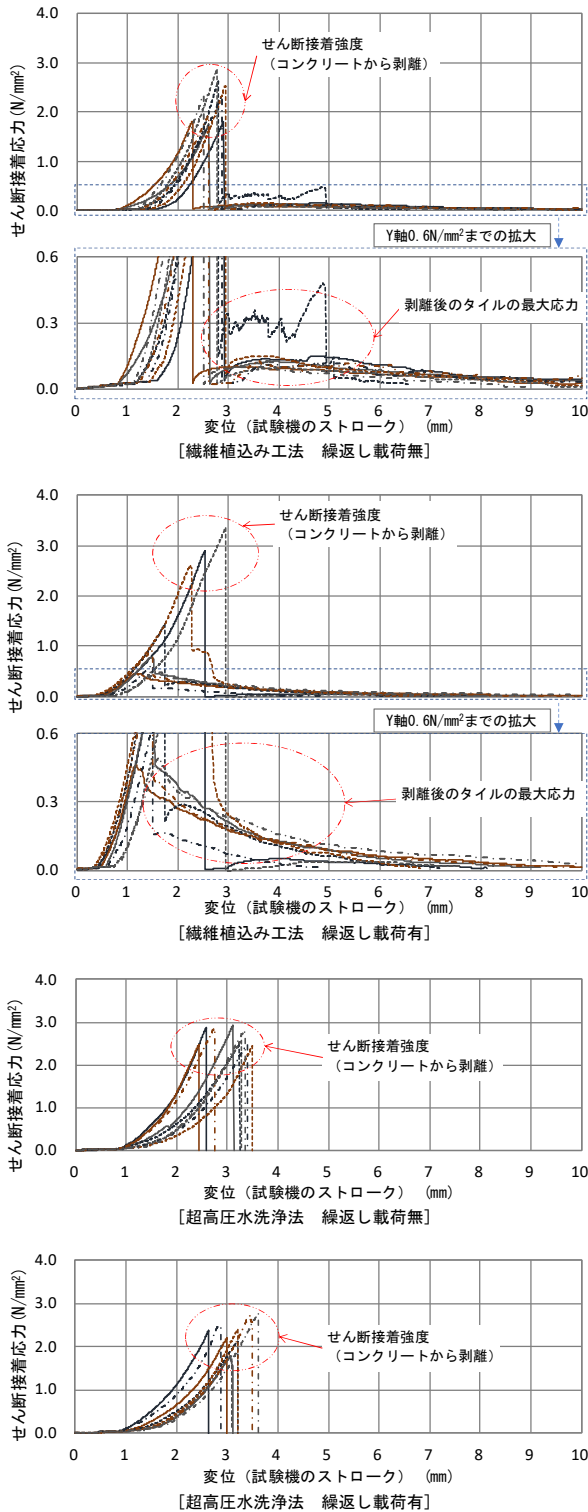 せん断接着応力(N/mm²)
4.0
3.0
2.0
1.0
0.0
せん断接着強度
（コンクリートから剥離）
Y軸0.6N/mm²までの拡大
0.6
0.3
0.0
剥離後のタイルの最大応力
0 1 2 3 4 5 6 7 8 9 10
変位（試験機のストローク） (mm)
[繊維植込み工法　繰返し載荷無]
せん断接着応力(N/mm²)
4.0
3.0
2.0
1.0
0.0
せん断接着強度
（コンクリートから剥離）
Y軸0.6N/mm²までの拡大
0.6
0.3
0.0
剥離後のタイルの最大応力
0 1 2 3 4 5 6 7 8 9 10
変位（試験機のストローク） (mm)
[繊維植込み工法　繰返し載荷有]
せん断接着応力(N/mm²)
4.0
3.0
2.0
1.0
0.0
せん断接着強度
（コンクリートから剥離）
0 1 2 3 4 5 6 7 8 9 10
変位（試験機のストローク） (mm)
[超高圧水洗浄法　繰返し載荷無]
せん断接着応力(N/mm²)
4.0
3.0
2.0
1.0
0.0
せん断接着強度
（コンクリートから剥離）
0 1 2 3 4 5 6 7 8 9 10
変位（試験機のストローク） (mm)
[超高圧水洗浄法　繰返し載荷有]